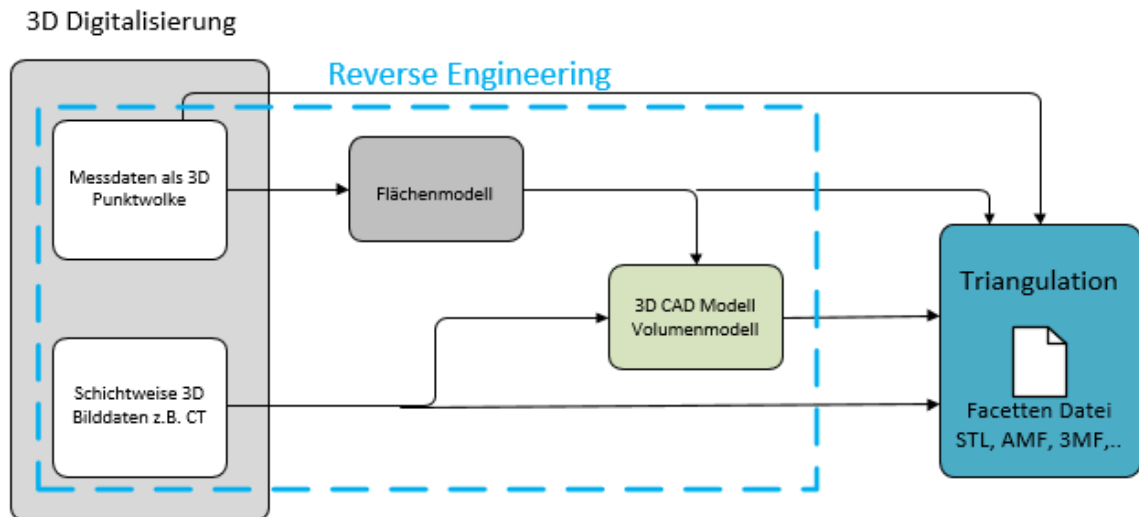 3D Digitalisierung
Reverse Engineering
Messdaten als 3D
Punktwolke
Flächenmodell
3D CAD Modell
Volumenmodell
Schichtweise 3D
Bilddaten z.B. CT
Triangulation
Facetten Datei
STL, AMF, 3MF,..